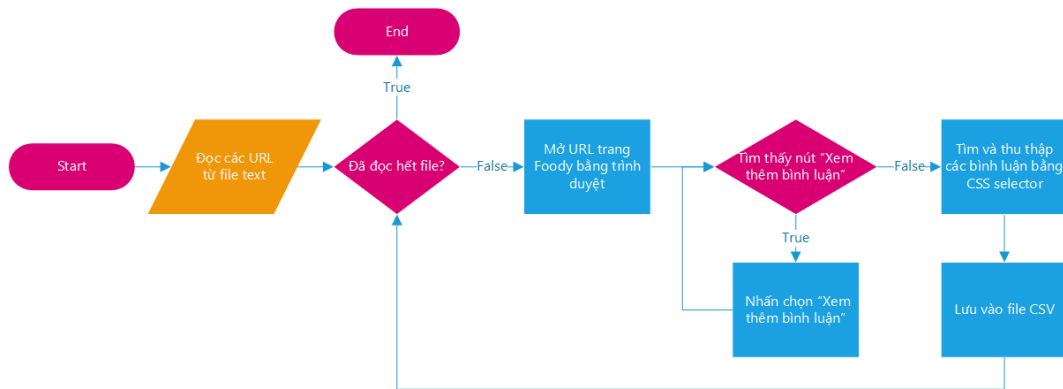 End
True
Start
Đọc các URL
từ file text
Đã đọc hết file?
False
Mở URL trang
Foody bằng trình
duyệt
Tìm thấy nút “Xem
thêm bình luận”
False
Tìm và thu thập
các bình luận bằng
CSS selector
True
Nhấn chọn “Xem
thêm bình luận”
Lưu vào file CSV